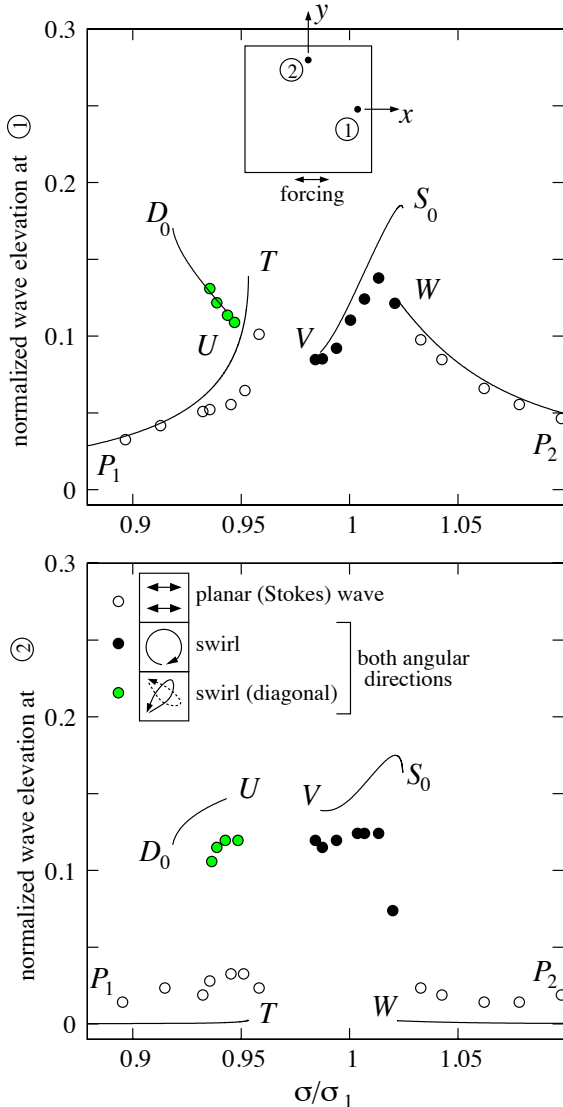 y
0.3
②
①
x
forcing
normalized wave elevation at ①
0.2
D₀
T
S₀
W
U
V
0.1
P₁
P₂
0
0.9
0.95
1
1.05
0.3
planar (Stokes) wave
swirl
both angular
directions
swirl (diagonal)
normalized wave elevation at ②
0.2
U
V
S₀
D₀
0.1
P₁
P₂
T
W
0
0.9
0.95
1
1.05
σ/σ₁